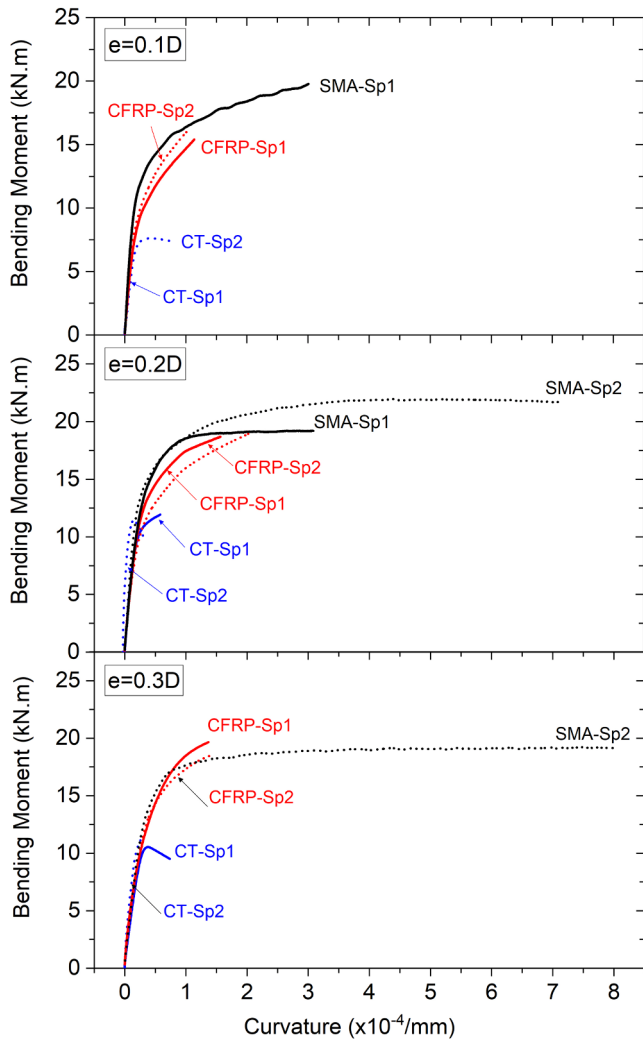 25
e=0.1D
20
SMA-Sp1
CFRP-Sp2
15
CFRP-Sp1
10
CT-Sp2
5
CT-Sp1
0
Bending Moment (kN.m)
25
e=0.2D
SMA-Sp2
20
SMA-Sp1
CFRP-Sp2
15
CFRP-Sp1
10
CT-Sp1
5
CT-Sp2
0
Bending Moment (kN.m)
25
e=0.3D
CFRP-Sp1
20
SMA-Sp2
15
CFRP-Sp2
10
CT-Sp1
5
CT-Sp2
0
Bending Moment (kN.m)
0 1 2 3 4 5 6 7 8
Curvature (x10⁻⁴/mm)